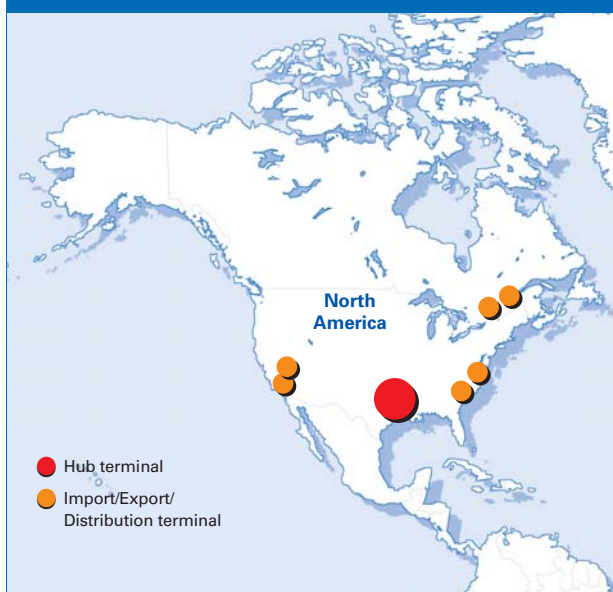 North
America
Hub terminal
Import/Export/
Distribution terminal